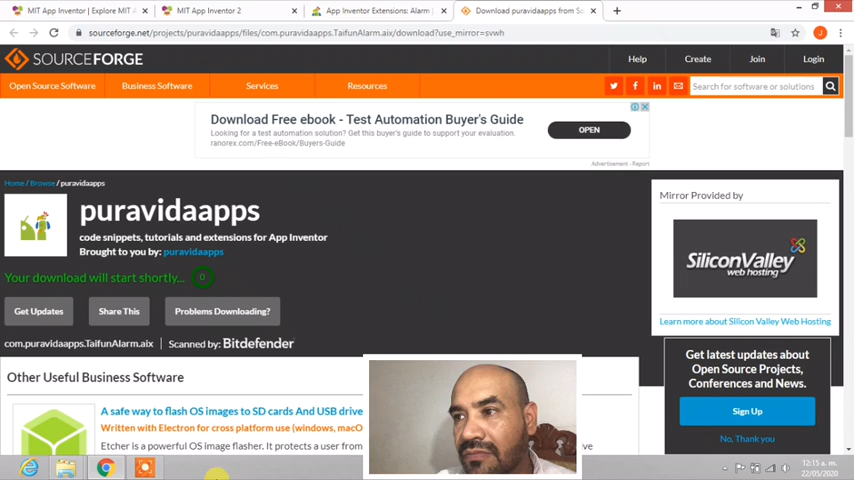 MIT App Inventor | Explore MIT A
MIT App Inventor 2
App Inventor Extensions: Alarm |
Download puravidaapps from So
sourceforge.net/projects/puravidaapps/files/com.puravidaapps.TaifunAlarm.aix/download?use_mirror=svwh
SOURCEFORGE
Help
Create
Join
Login
Open Source Software
Business Software
Services
Resources
Search for software or solutions
Download Free ebook - Test Automation Buyer's Guide
Looking for a test automation solution? Get this buyer's guide to support your evaluation.
ranorex.com/Free-eBook/Buyers-Guide
OPEN
Advertisement - Report
Home / Browse / puravidaapps
puravidaapps
code snippets, tutorials and extensions for App Inventor
Brought to you by: puravidaapps
Your download will start shortly... 0
Get Updates
Share This
Problems Downloading?
com.puravidaapps.TaifunAlarm.aix
Scanned by: Bitdefender
Mirror Provided by
SiliconValley
web hosting
Learn more about Silicon Valley Web Hosting
Get latest updates about
Open Source Projects,
Conferences and News.
Sign Up
No, Thank you
Other Useful Business Software
A safe way to flash OS images to SD cards And USB drive
Written with Electron for cross platform use (windows, macO
Etcher is a powerful OS image flasher. It protects a user from
12:15 a. m.
22/05/2020